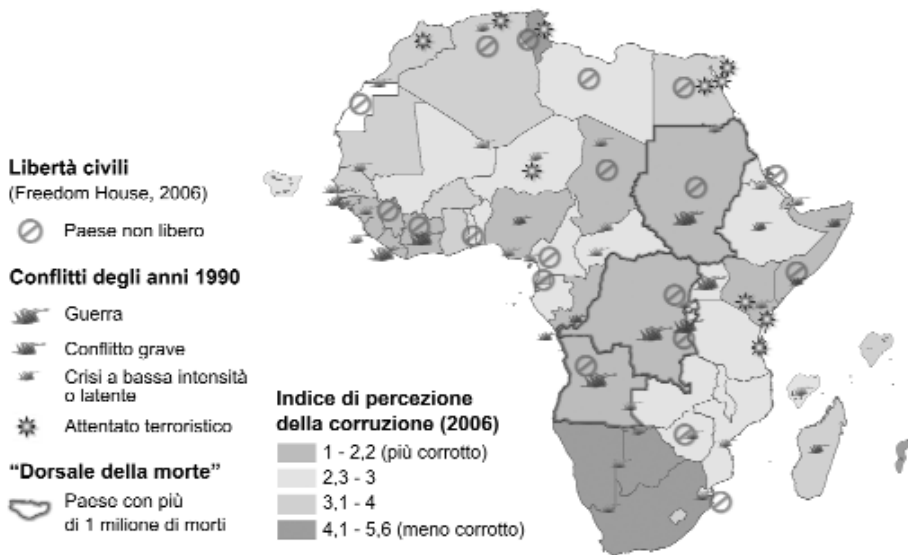 Libertà civili
(Freedom House, 2006)
Paese non libero
Conflitti degli anni 1990
Guerra
Conflitto grave
Crisi a bassa intensità
o latente
Attentato terroristico
“Dorsale della morte”
Paese con più
di 1 milione di morti
Indice di percezione
della corruzione (2006)
1 - 2,2 (più corrotto)
2,3 - 3
3,1 - 4
4,1 - 5,6 (meno corrotto)